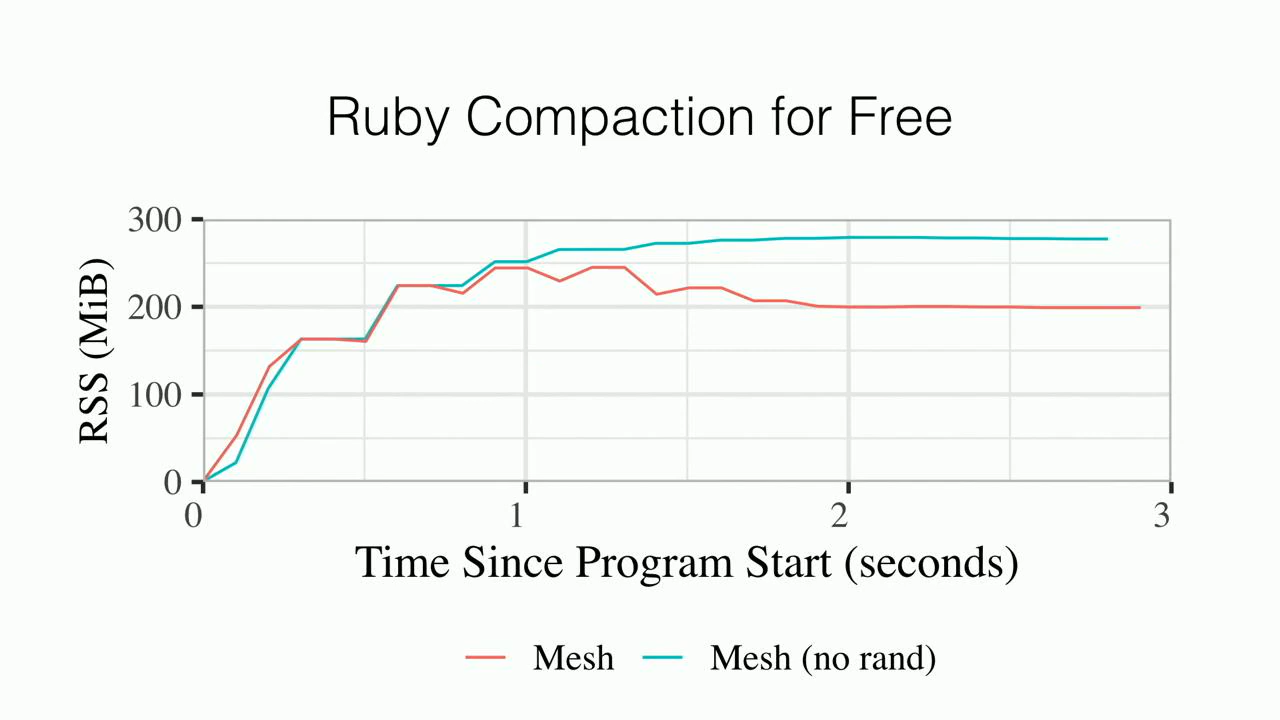 Ruby Compaction for Free
300
200
100
0
RSS (MiB)
0 1 2 3
Time Since Program Start (seconds)
Mesh Mesh (no rand)